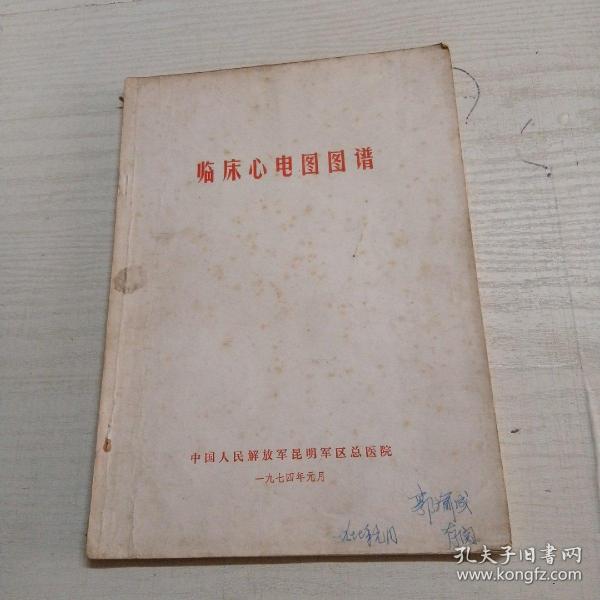 临床心电图图谱
中国人民解放军昆明军区总医院
一九七四年元月
孔夫子旧书网
www.kongfz.com